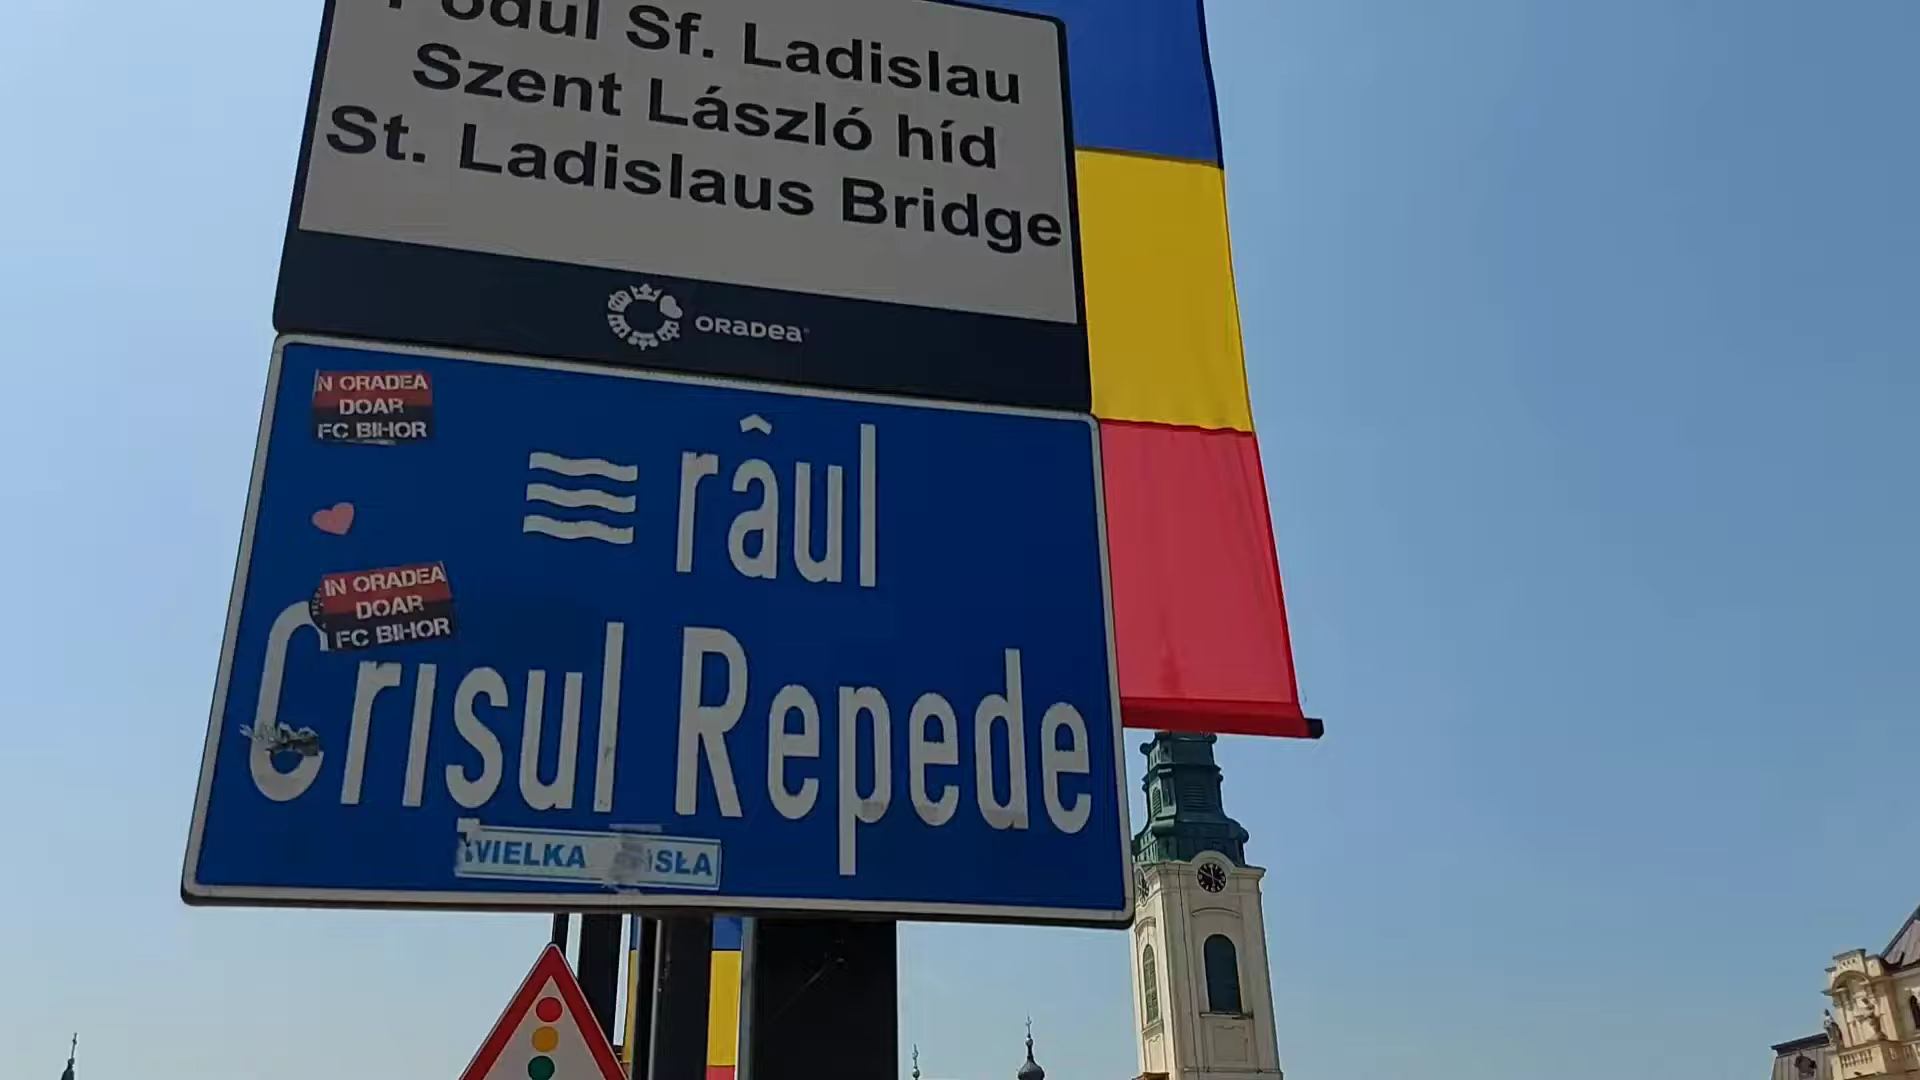 Podul Sf. Ladislau
Szent László híd
St. Ladislaus Bridge
ORADEA
IN ORADEA
DOAR
FC BIHOR
râul
IN ORADEA
DOAR
FC BIHOR
Crisul Repede
WIELKA